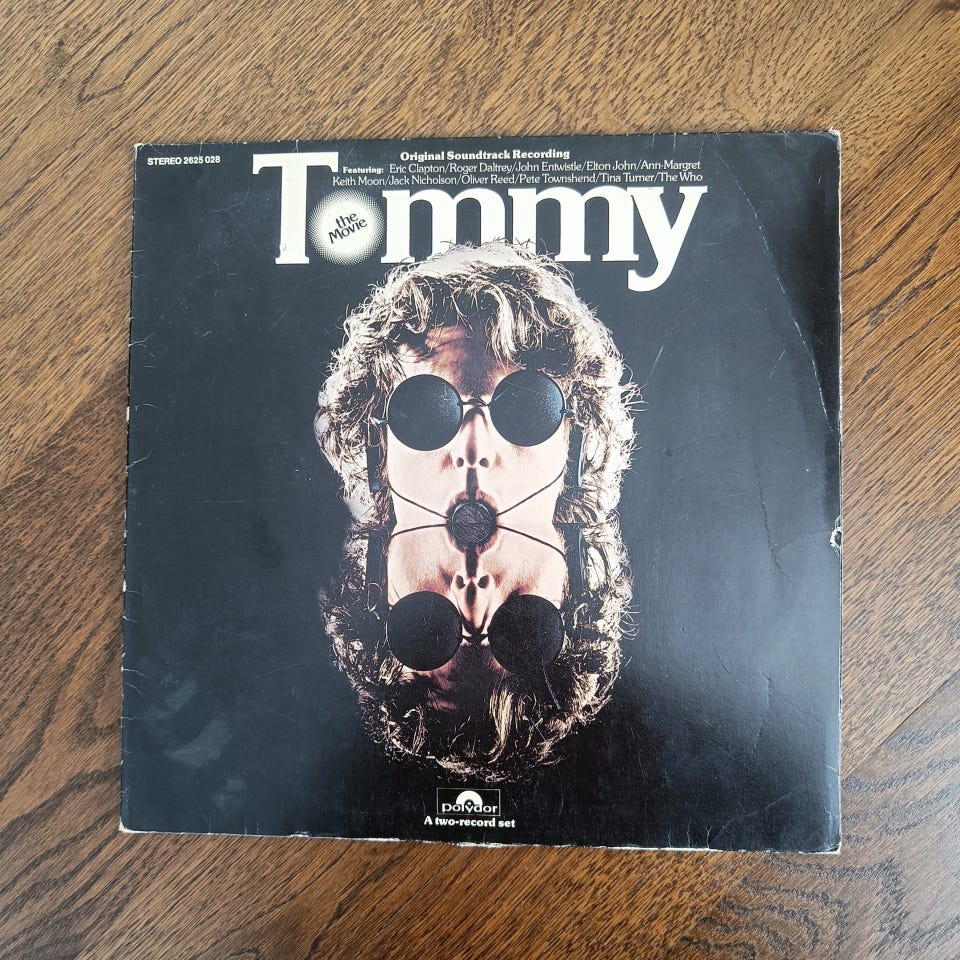 STEREO 2625 028
Original Soundtrack Recording
Featuring: Eric Clapton/Roger Daltrey/John Entwistle/Elton John/Ann-Margret
Keith Moon/Jack Nicholson/Oliver Reed/Pete Townshend/Tina Turner/The Who
Tommy
the
Movie
polydor
A two-record set